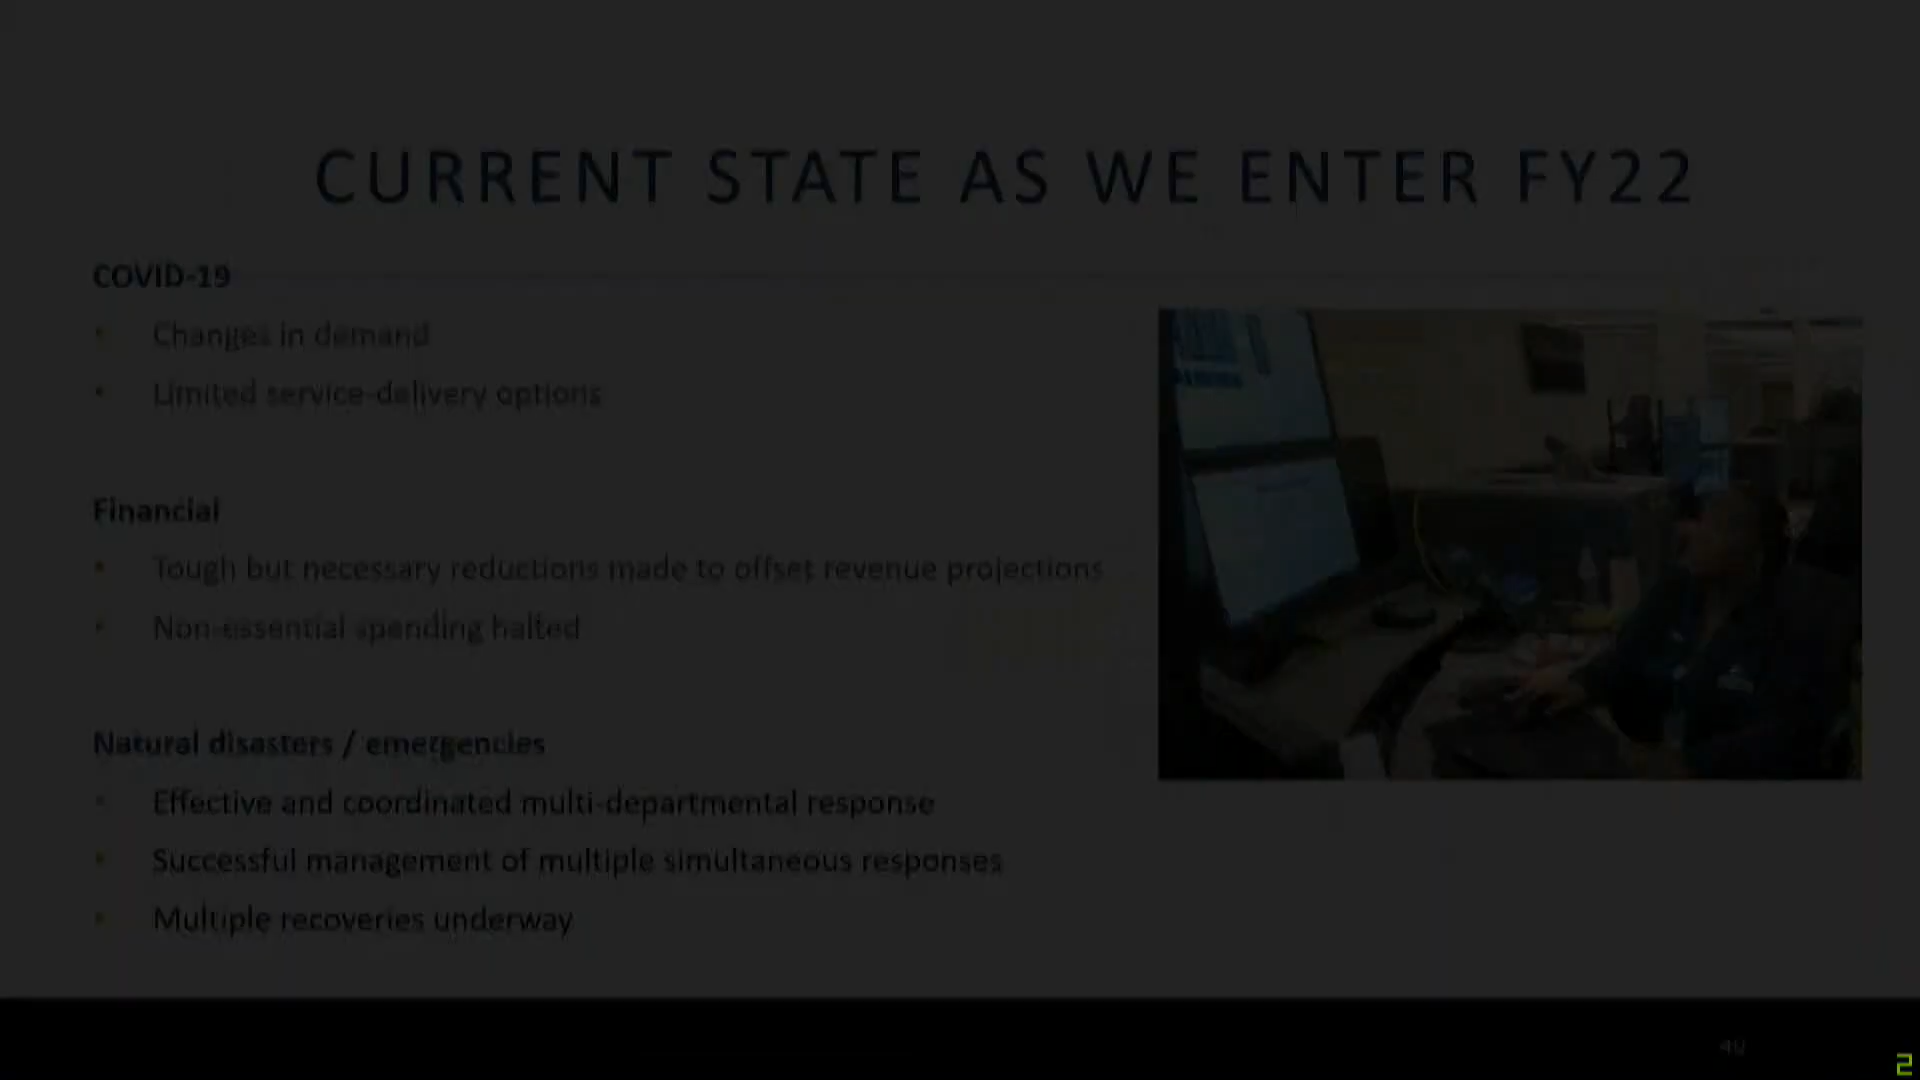 CURRENT STATE AS WE ENTER FY22
COVID-19
• Changes in demand
• Limited service-delivery options
Financial
• Tough but necessary reductions made to offset revenue projections
• Non-essential spending halted
Natural disasters / emergencies
• Effective and coordinated multi-departmental response
• Successful management of multiple simultaneous responses
• Multiple recoveries underway
2